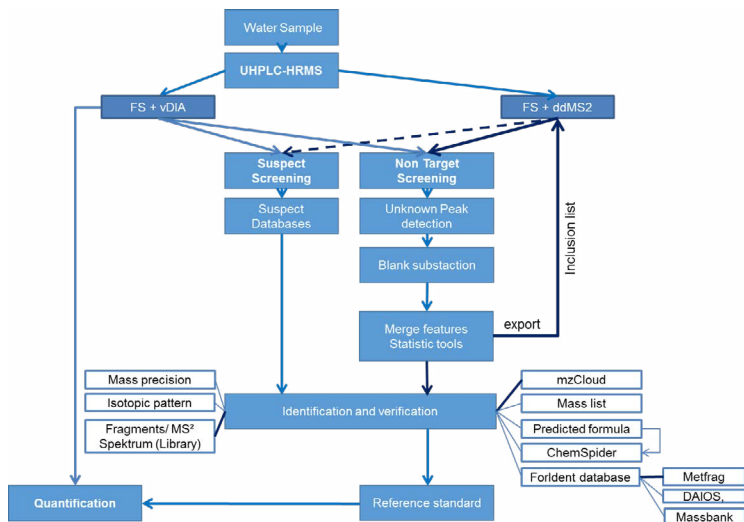 Water Sample
UHPLC-HRMS
FS + vDIA
FS + ddMS2
Suspect
Screening
Non Target
Screening
Suspect
Databases
Unknown Peak
detection
Blank substaction
Merge features
Statistic tools
export
Inclusion list
Mass precision
Isotopic pattern
Fragments/ MS²
Spektrum (Library)
Identification and verification
mzCloud
Mass list
Predicted formula
ChemSpider
ForIdent database
Metfrag
DAIOS,
Massbank
Quantification
Reference standard